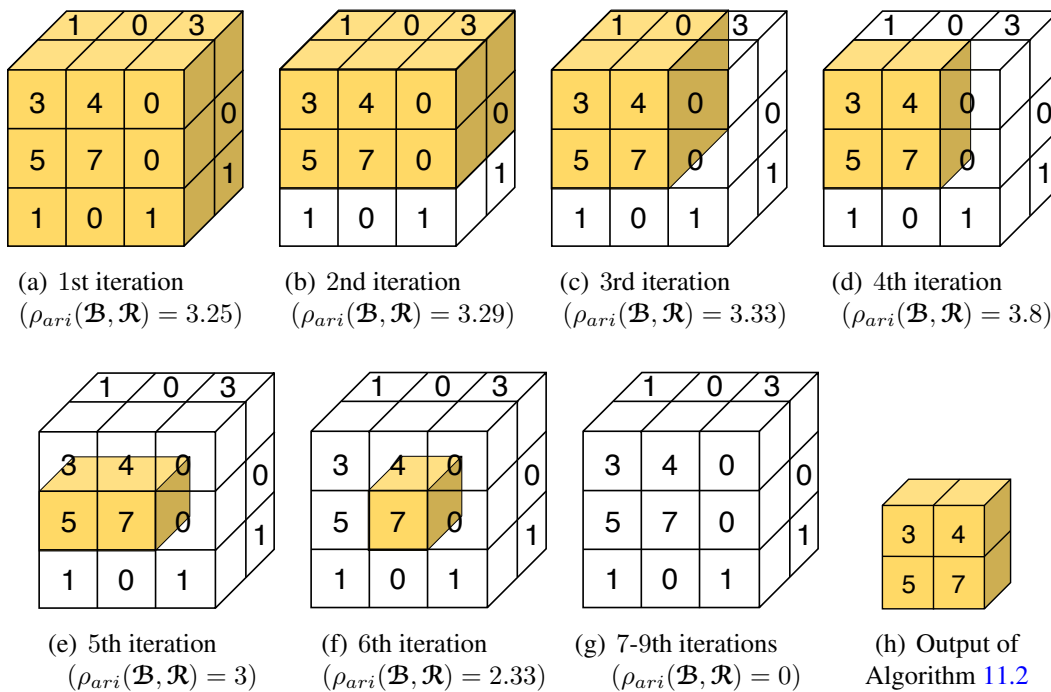 1 0 3
3 4 0 0
5 7 0 1
1 0 1
1 0 3
3 4 0 0
5 7 0 1
1 0 1
1 0 3
3 4 0 0
5 7 0 1
1 0 1
1 0 3
3 4 0 0
5 7 0 1
1 0 1
(a) 1st iteration
(ρ_ari(𝓑, 𝓡) = 3.25)
(b) 2nd iteration
(ρ_ari(𝓑, 𝓡) = 3.29)
(c) 3rd iteration
(ρ_ari(𝓑, 𝓡) = 3.33)
(d) 4th iteration
(ρ_ari(𝓑, 𝓡) = 3.8)
1 0 3
3 4 0 0
5 7 0 1
1 0 1
1 0 3
3 4 0 0
5 7 0 1
1 0 1
1 0 3
3 4 0 0
5 7 0 1
1 0 1
3 4
5 7
(e) 5th iteration
(ρ_ari(𝓑, 𝓡) = 3)
(f) 6th iteration
(ρ_ari(𝓑, 𝓡) = 2.33)
(g) 7-9th iterations
(ρ_ari(𝓑, 𝓡) = 0)
(h) Output of
Algorithm 11.2